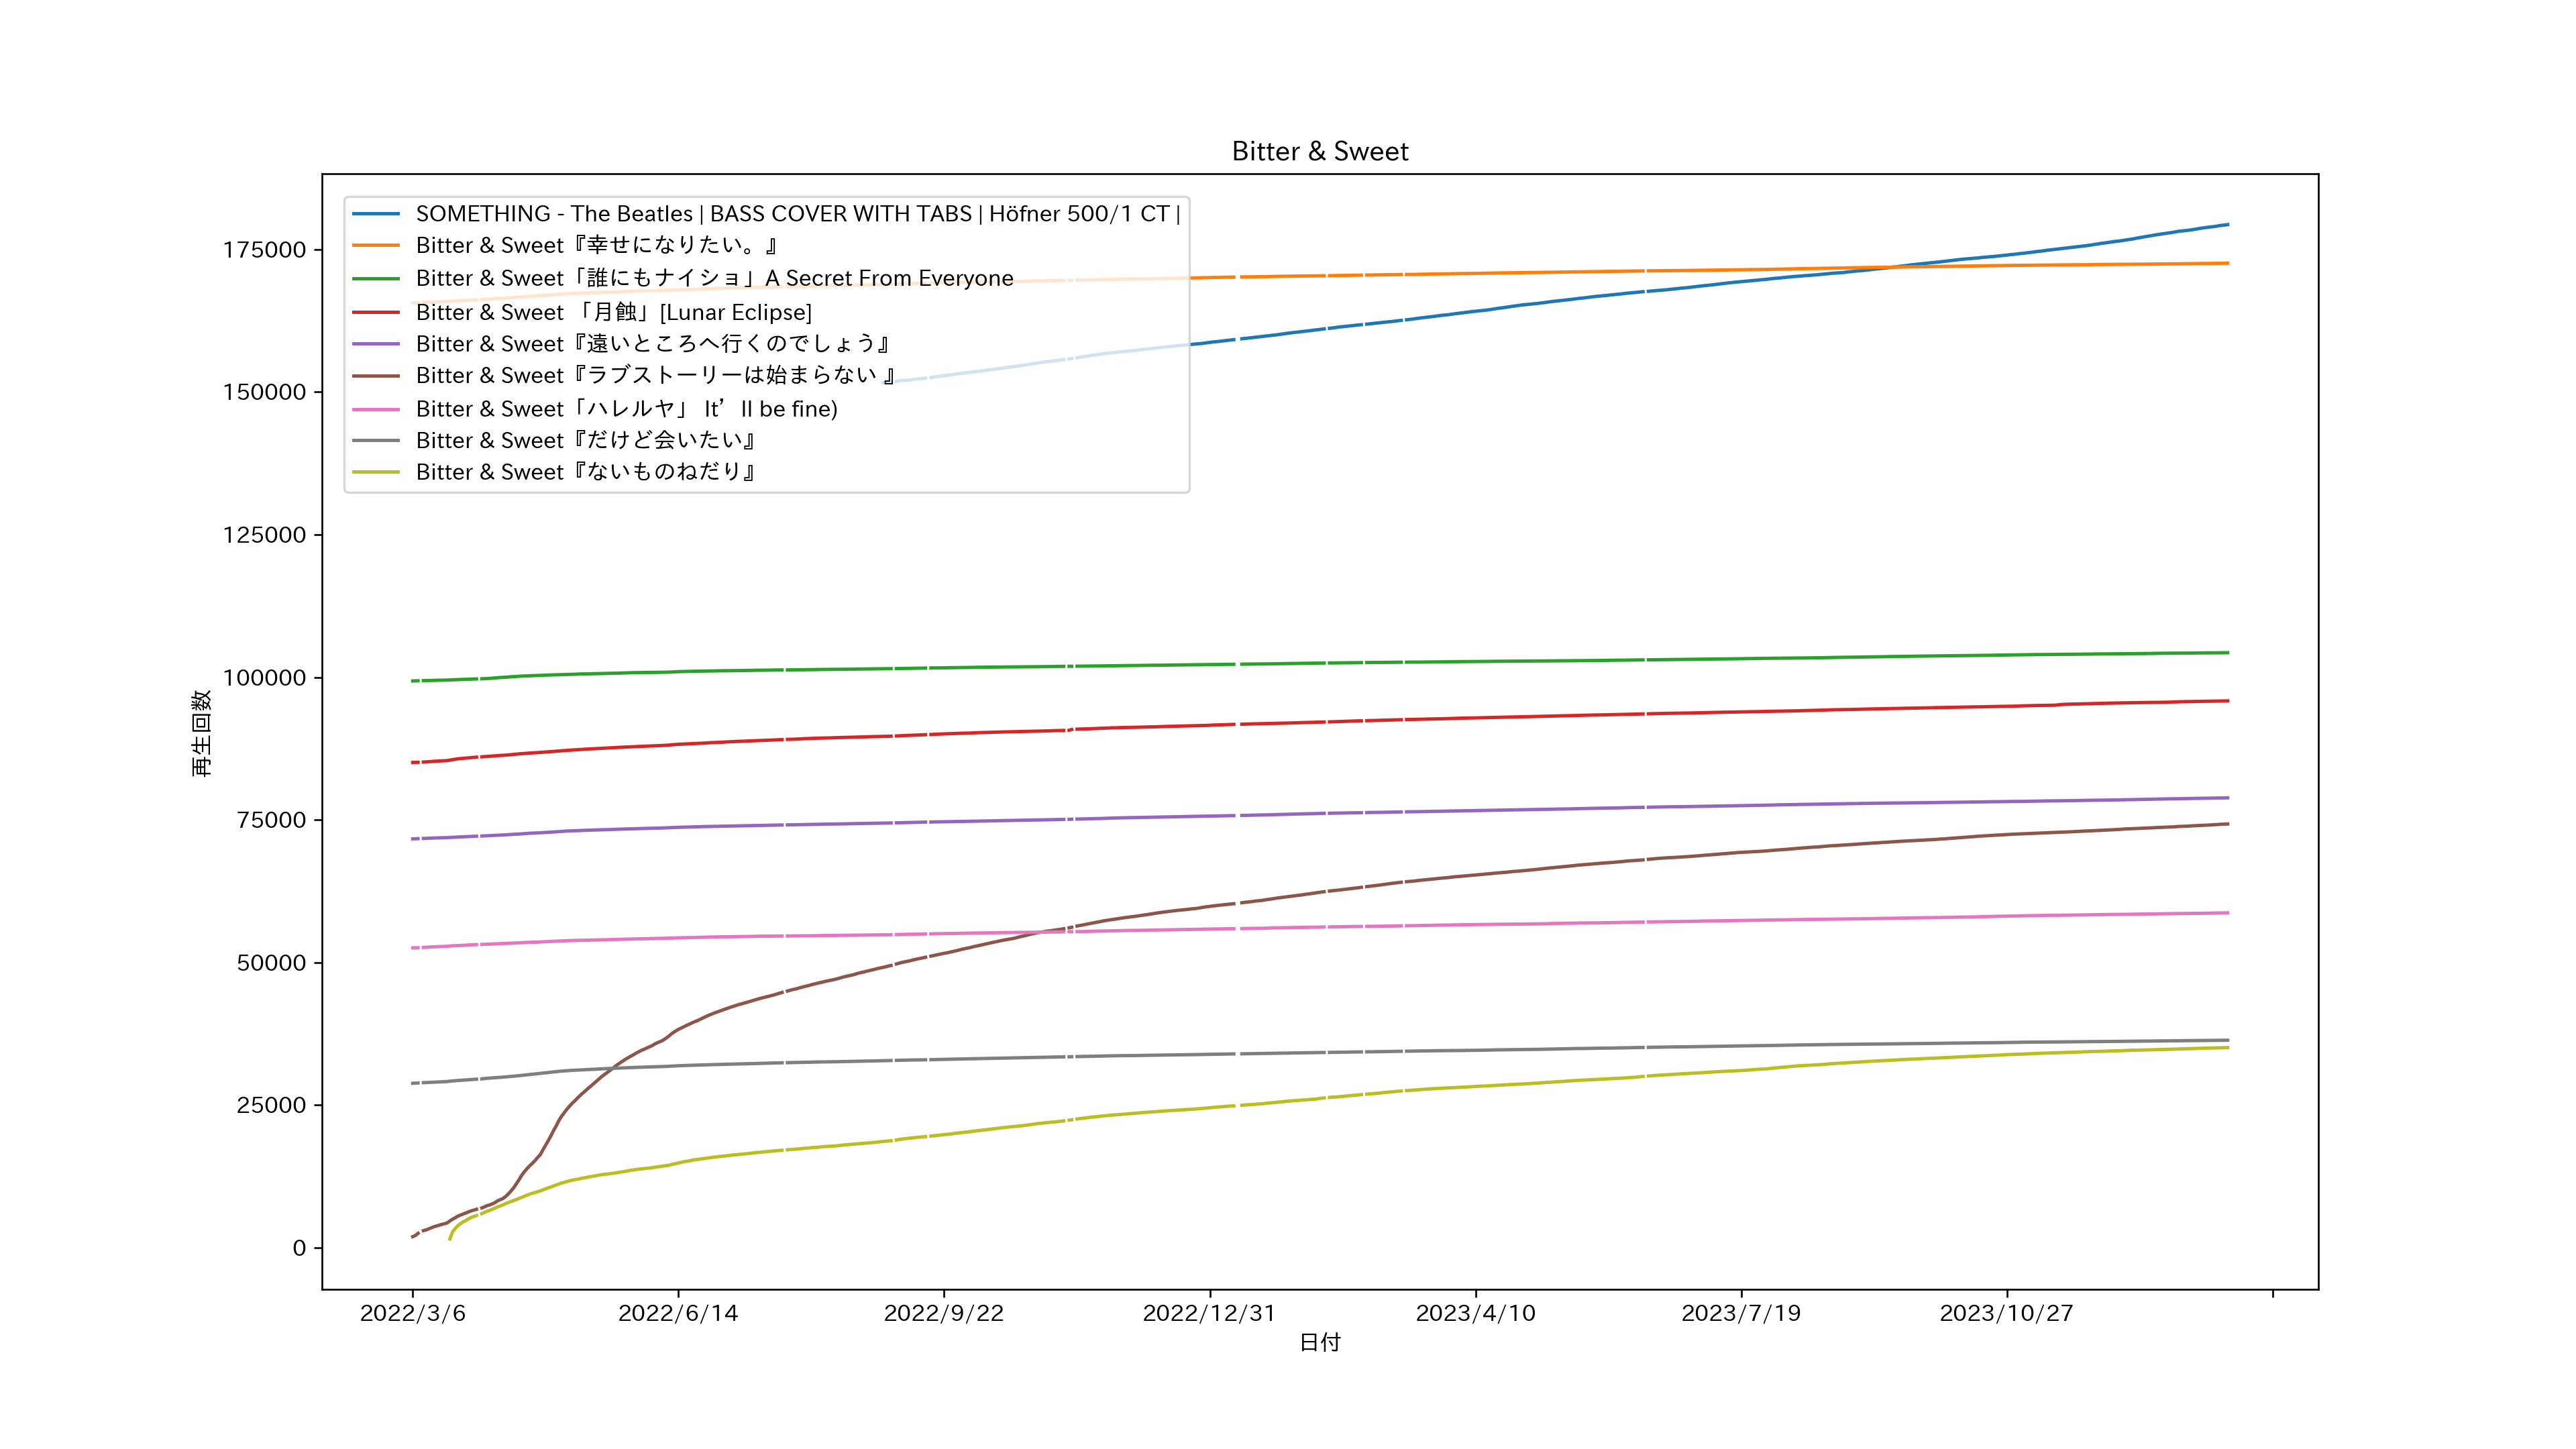 Bitter & Sweet
SOMETHING - The Beatles | BASS COVER WITH TABS | Höfner 500/1 CT |
Bitter & Sweet『幸せになりたい。』
Bitter & Sweet「誰にもナイショ」A Secret From Everyone
Bitter & Sweet 「月蝕」[Lunar Eclipse]
Bitter & Sweet『遠いところへ行くのでしょう』
Bitter & Sweet『ラブストーリーは始まらない 』
Bitter & Sweet「ハレルヤ」 It’ll be fine)
Bitter & Sweet『だけど会いたい』
Bitter & Sweet『ないものねだり』
175000
150000
125000
100000
75000
50000
25000
0
再生回数
2022/3/6 2022/6/14 2022/9/22 2022/12/31 2023/4/10 2023/7/19 2023/10/27
日付